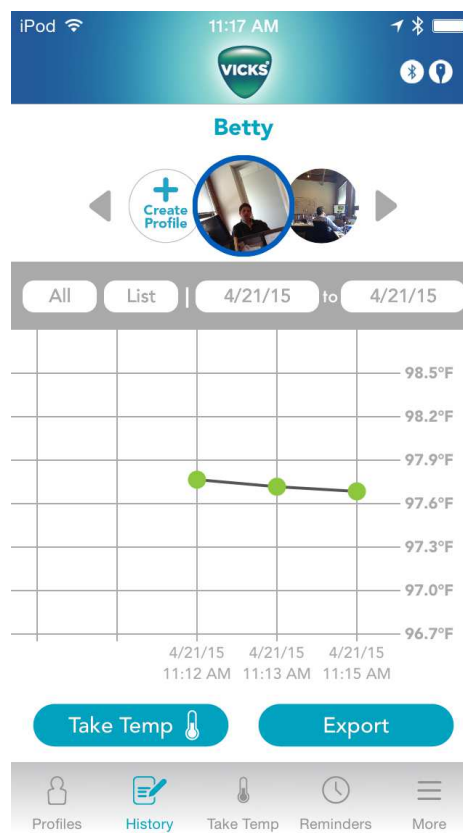 iPod 11:17 AM
VICKS
Betty
Create
Profile
All List | 4/21/15 to 4/21/15
98.5°F
98.2°F
97.9°F
97.6°F
97.3°F
97.0°F
96.7°F
4/21/15 4/21/15 4/21/15
11:12 AM 11:13 AM 11:15 AM
Take Temp Export
Profiles History Take Temp Reminders More